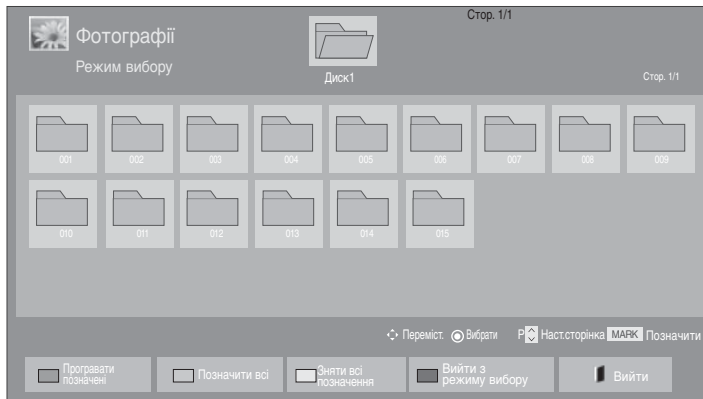 Стор. 1/1
Фотографії
Режим вибору
Диск1
Стор. 1/1
001 002 003 004 005 006 007 008 009
010 011 012 013 014 015
Переміст. Вибрати P Наст.сторінка MARK Позначити
Програвати
позначені
Позначити всі
Зняти всі
позначення
Вийти з
режиму вибору
Вийти